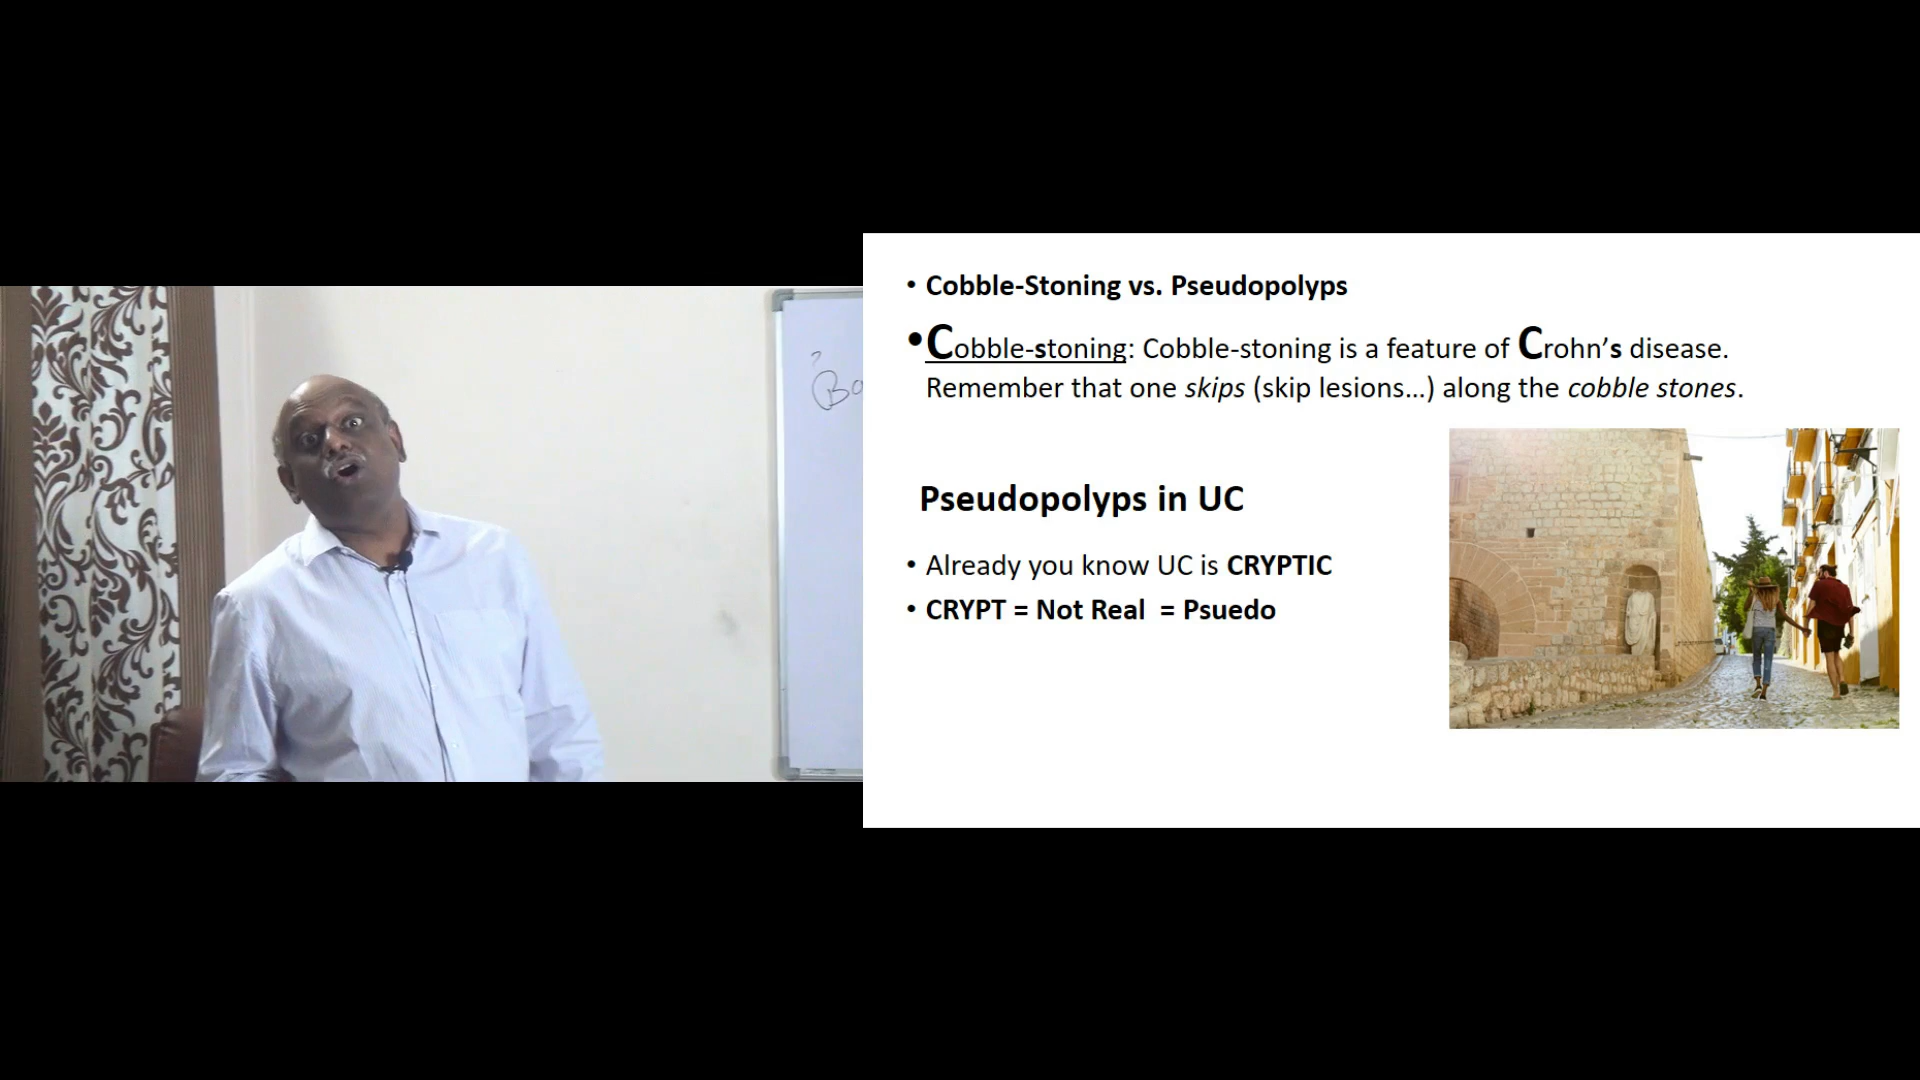 • Cobble-Stoning vs. Pseudopolyps
• Cobble-stoning: Cobble-stoning is a feature of Crohn's disease.
Remember that one skips (skip lesions...) along the cobble stones.
Pseudopolyps in UC
• Already you know UC is CRYPTIC
• CRYPT = Not Real = Psuedo